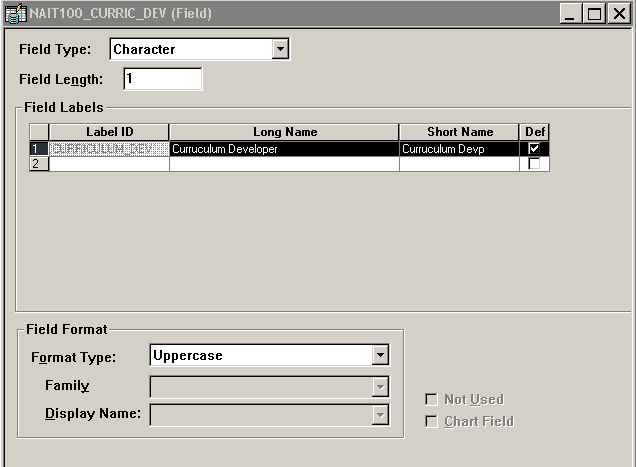 NAIT100_CURRIC_DEV (Field)
Field Type: Character
Field Length: 1
Field Labels
Label ID Long Name Short Name Def
1 CURRICULUM_DEV Curruculum Developer Curruculum Devp
2
Field Format
Format Type: Uppercase
Family
Display Name:
Not Used
Chart Field